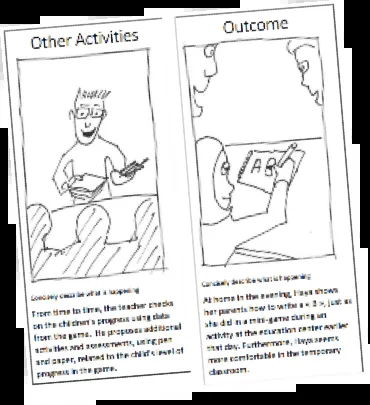 Other Activities
Concisely describe what is happening
From time to time, the teacher checks
on the children's progress using data
from the game. He proposes additional
activities and assessments, using pen
and paper, related to the child's level of
progress in the game.
Outcome
AB
Concisely describe what is happening
At home in the evening, Haya shows
her parents how to write a « 3 », just as
she did in a mini-game during an
activity at the education center earlier
that day. Furthermore, Haya seems
more comfortable in the temporary
classroom.